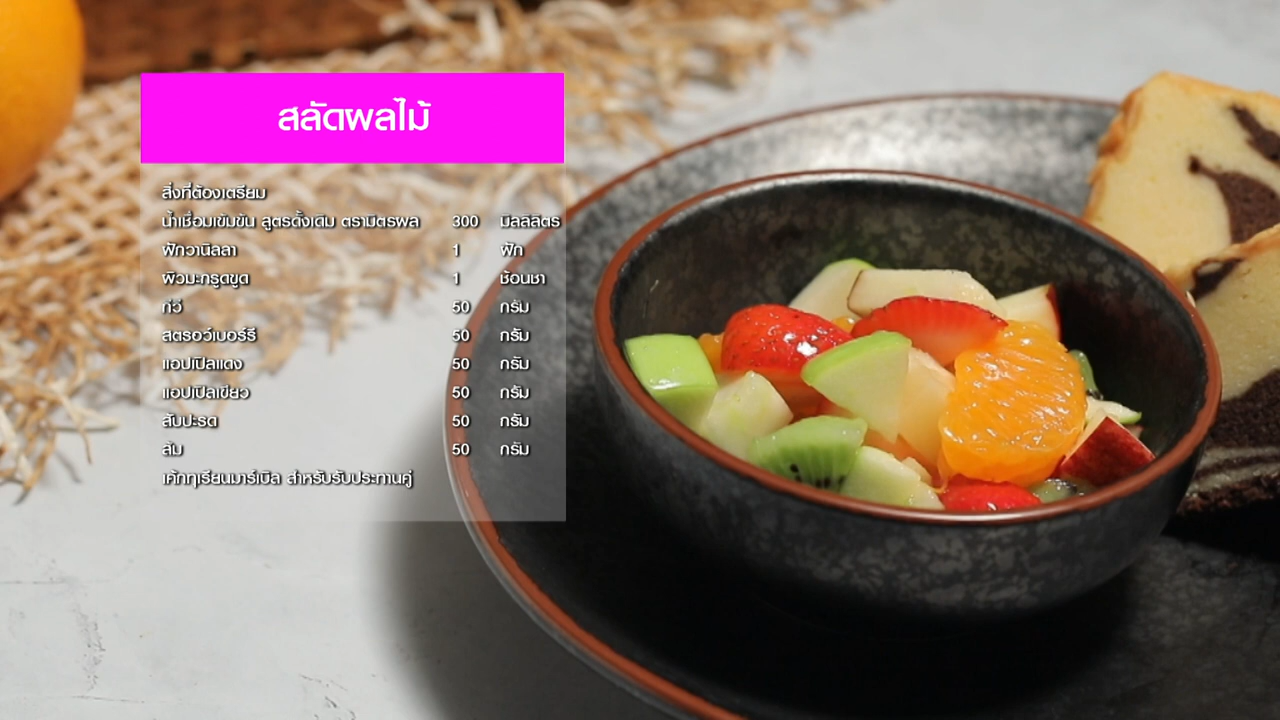 สลัดผลไม้
สิ่งที่ต้องเตรียม
น้ำเชื่อมเข้มข้น สูตรดั้งเดิม ตรามิตรผล 300 มิลลิลิตร
ฝักวานิลลา 1 ฝัก
ผิวมะกรูดขูด 1 ช้อนชา
กีวี 50 กรัม
สตรอว์เบอร์รี 50 กรัม
แอปเปิลแดง 50 กรัม
แอปเปิลเขียว 50 กรัม
สับปะรด 50 กรัม
ส้ม 50 กรัม
เค้กทุเรียนมาร์เบิล สำหรับรับประทานคู่